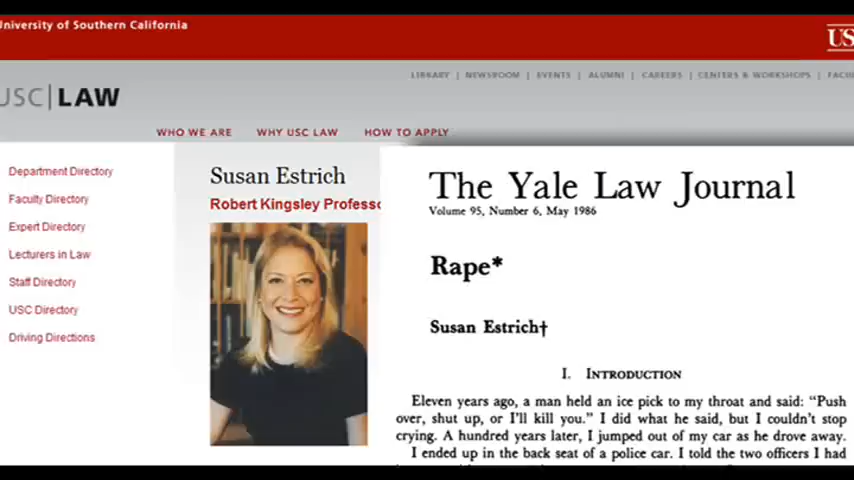 University of Southern California
USC
USC|LAW
LIBRARY | NEWSROOM | EVENTS | ALUMNI | CAREERS | CENTERS & WORKSHOPS |
WHO WE ARE
WHY USC LAW
HOW TO APPLY
Department Directory
Faculty Directory
Expert Directory
Lecturers in Law
Staff Directory
USC Directory
Driving Directions
Susan Estrich
Robert Kingsley Profess
The Yale Law Journal
Volume 95, Number 6, May 1986
Rape*
Susan Estrich†
I. INTRODUCTION
Eleven years ago, a man held an ice pick to my throat and said: “Push
over, shut up, or I’ll kill you.” I did what he said, but I couldn’t stop
crying. A hundred years later, I jumped out of my car as he drove away.
I ended up in the back seat of a police car. I told the two officers I had